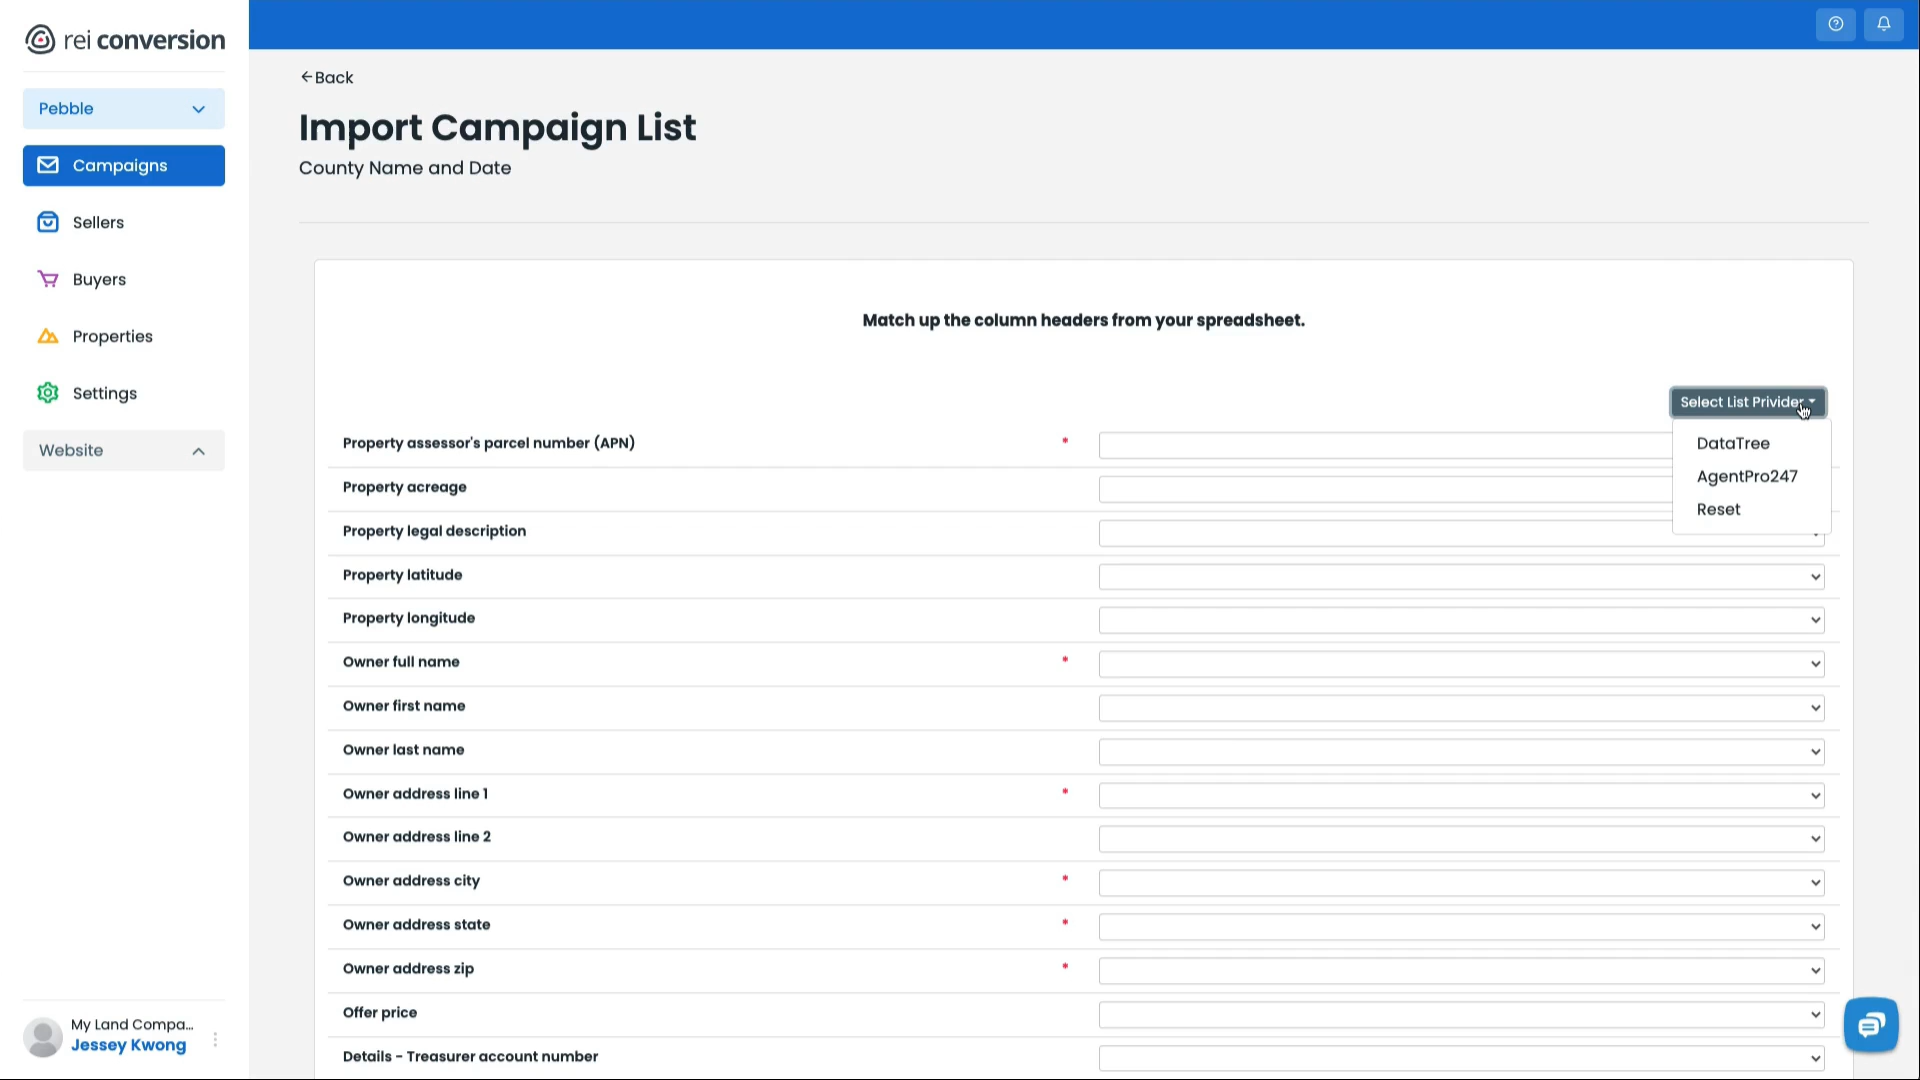 rei conversion
Pebble
Campaigns
Sellers
Buyers
Properties
Settings
Website
My Land Compa...
Jessey Kwong
Back
Import Campaign List
County Name and Date
Match up the column headers from your spreadsheet.
Select List Privider
DataTree
AgentPro247
Reset
Property assessor's parcel number (APN) *
Property acreage
Property legal description
Property latitude
Property longitude
Owner full name *
Owner first name
Owner last name
Owner address line 1 *
Owner address line 2
Owner address city *
Owner address state *
Owner address zip *
Offer price
Details - Treasurer account number